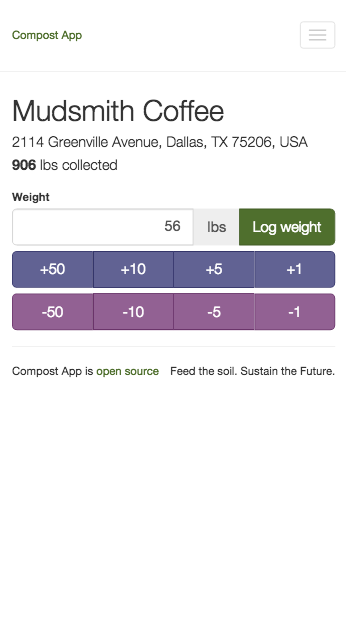 Compost App
Mudsmith Coffee
2114 Greenville Avenue, Dallas, TX 75206, USA
906 lbs collected
Weight
56 lbs Log weight
+50 +10 +5 +1
-50 -10 -5 -1
Compost App is open source Feed the soil. Sustain the Future.